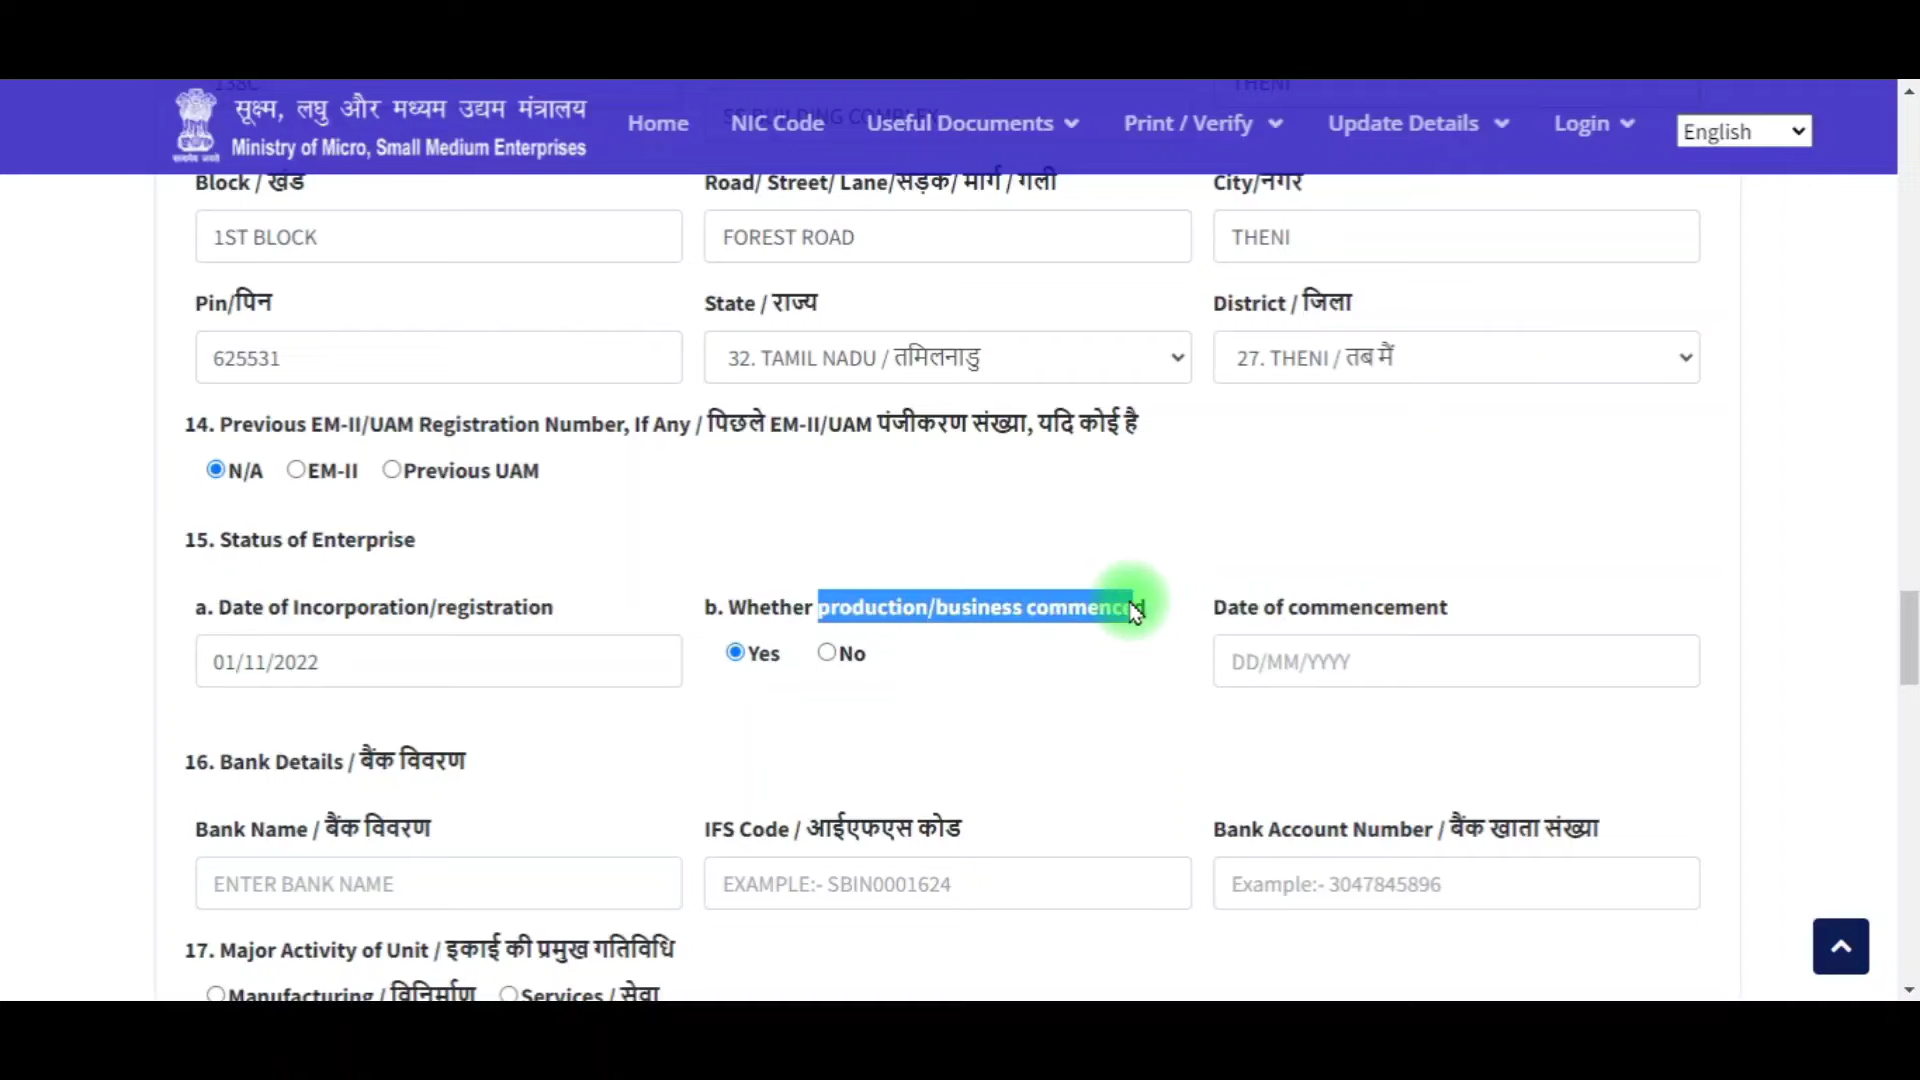 THENI
SS BUILDING COMPLEX
सूक्ष्म, लघु और मध्यम उद्यम मंत्रालय
Ministry of Micro, Small Medium Enterprises
Home NIC Code Useful Documents Print / Verify Update Details Login English
Block / खंड Road/ Street/ Lane/सड़क/ मार्ग / गली City/नगर
1ST BLOCK FOREST ROAD THENI
Pin/पिन State / राज्य District / जिला
625531 32. TAMIL NADU / तमिलनाडु 27. THENI / तब मैं
14. Previous EM-II/UAM Registration Number, If Any / पिछले EM-II/UAM पंजीकरण संख्या, यदि कोई है
N/A EM-II Previous UAM
15. Status of Enterprise
a. Date of Incorporation/registration b. Whether production/business commenced Date of commencement
01/11/2022 Yes No DD/MM/YYYY
16. Bank Details / बैंक विवरण
Bank Name / बैंक विवरण IFS Code / आईएफएस कोड Bank Account Number / बैंक खाता संख्या
ENTER BANK NAME EXAMPLE:- SBIN0001624 Example:- 3047845896
17. Major Activity of Unit / इकाई की प्रमुख गतिविधि
Manufacturing / विनिर्माण Services / सेवा